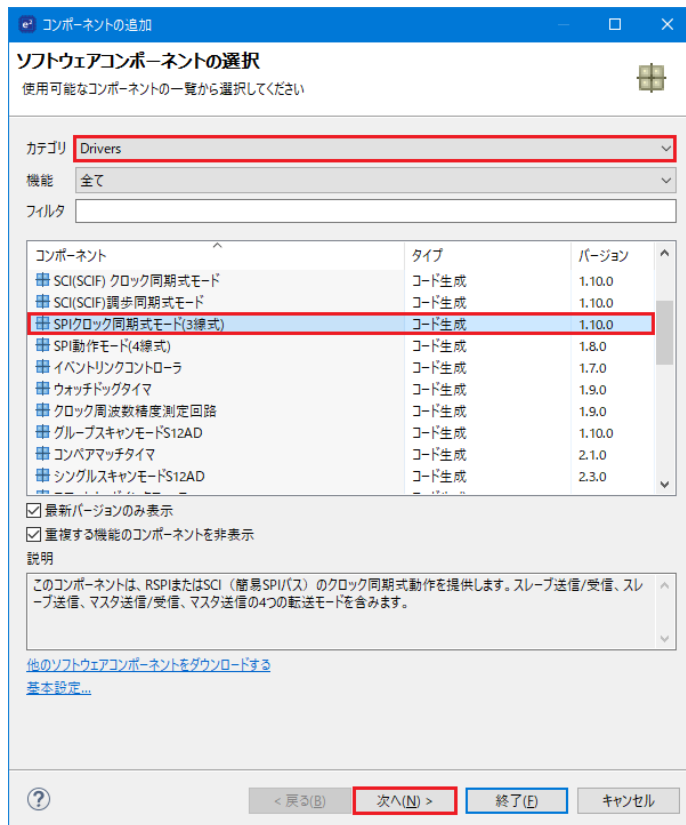 e² コンポーネントの追加
ソフトウェアコンポーネントの選択
使用可能なコンポーネントの一覧から選択してください
カテゴリ Drivers
機能 全て
フィルタ
コンポーネント タイプ バージョン
SCI(SCIF) クロック同期式モード コード生成 1.10.0
SCI(SCIF)調歩同期式モード コード生成 1.10.0
SPIクロック同期式モード(3線式) コード生成 1.10.0
SPI動作モード(4線式) コード生成 1.8.0
イベントリンクコントローラ コード生成 1.7.0
ウォッチドッグタイマ コード生成 1.9.0
クロック周波数精度測定回路 コード生成 1.9.0
グループスキャンモードS12AD コード生成 1.10.0
コンペアマッチタイマ コード生成 2.1.0
シングルスキャンモードS12AD コード生成 2.3.0
最新バージョンのみ表示
重複する機能のコンポーネントを非表示
説明
このコンポーネントは、RSPIまたはSCI（簡易SPIバス）のクロック同期式動作を提供します。スレーブ送信/受信、スレ
ーブ送信、マスタ送信/受信、マスタ送信の4つの転送モードを含みます。
他のソフトウェアコンポーネントをダウンロードする
基本設定...
? < 戻る(B) 次へ(N) > 終了(F) キャンセル